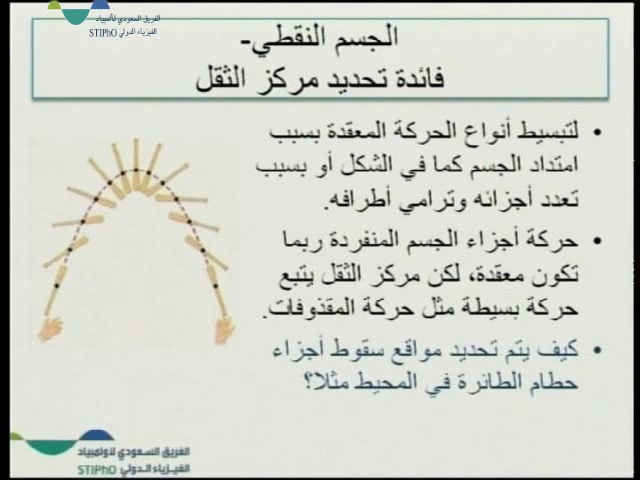 الفريق السعودي لأولمبياد
الفيزياء الدولي STIPhO
الجسم النقطي-
فائدة تحديد مركز الثقل
• لتبسيط أنواع الحركة المعقدة بسبب
امتداد الجسم كما في الشكل أو بسبب
تعدد أجزائه وترامي أطرافه.
• حركة أجزاء الجسم المنفردة ربما
تكون معقدة، لكن مركز الثقل يتبع
حركة بسيطة مثل حركة المقذوفات.
• كيف يتم تحديد مواقع سقوط أجزاء
حطام الطائرة في المحيط مثلا؟
الفريق السعودي لأولمبياد
الفيزياء الدولي STIPhO